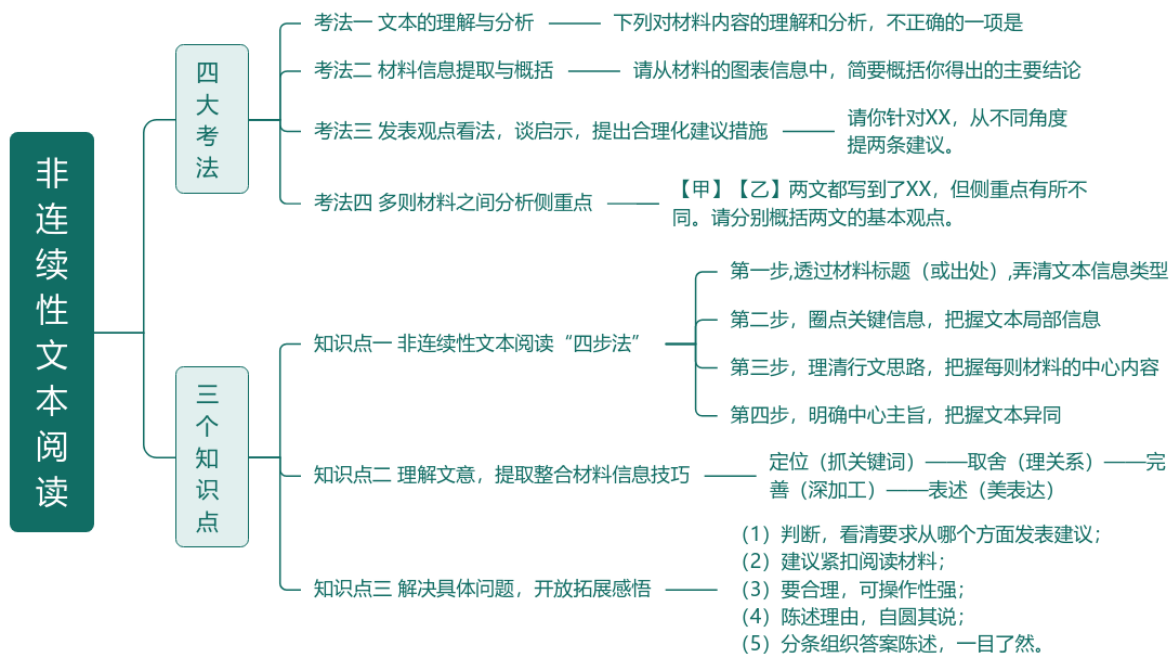 非连续性文本阅读
四大考法
考法一 文本的理解与分析
下列对材料内容的理解和分析，不正确的一项是
考法二 材料信息提取与概括
请从材料的图表信息中，简要概括你得出的主要结论
考法三 发表观点看法，谈启示，提出合理化建议措施
请你针对XX，从不同角度
提两条建议。
考法四 多则材料之间分析侧重点
【甲】【乙】两文都写到了XX，但侧重点有所不
同。请分别概括两文的基本观点。
三个知识点
知识点一 非连续性文本阅读“四步法”
第一步,透过材料标题（或出处）,弄清文本信息类型
第二步，圈点关键信息，把握文本局部信息
第三步，理清行文思路，把握每则材料的中心内容
第四步，明确中心主旨，把握文本异同
知识点二 理解文意，提取整合材料信息技巧
定位（抓关键词）——取舍（理关系）——完
善（深加工）——表述（美表达）
知识点三 解决具体问题，开放拓展感悟
（1）判断，看清要求从哪个方面发表建议；
（2）建议紧扣阅读材料；
（3）要合理，可操作性强；
（4）陈述理由，自圆其说；
（5）分条组织答案陈述，一目了然。